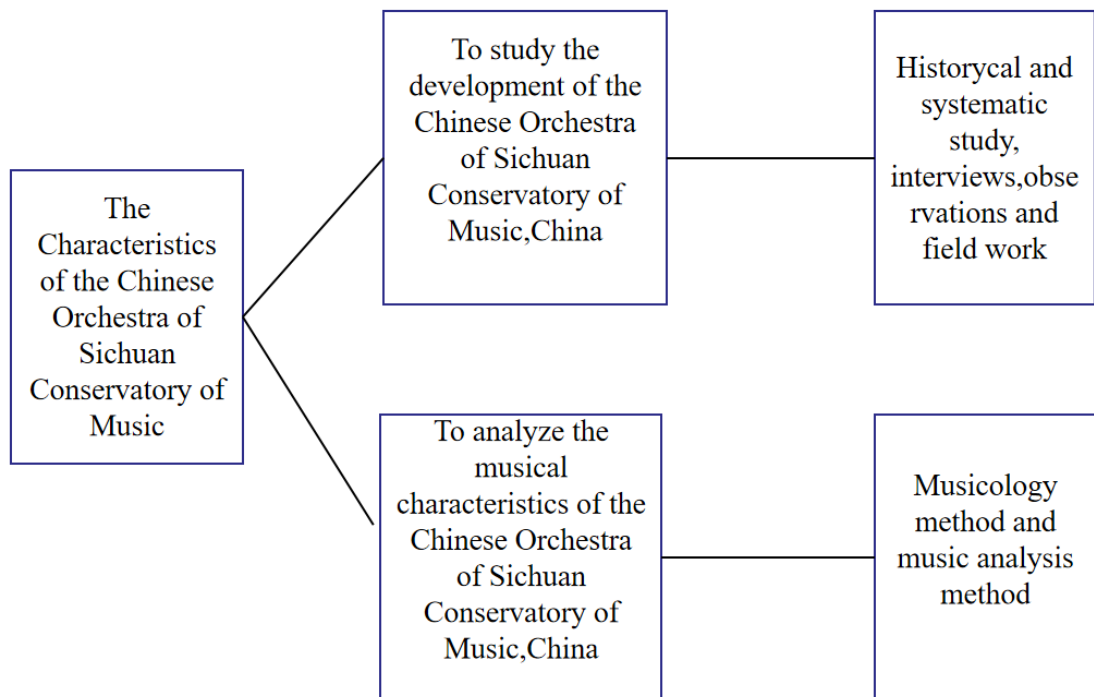 The
Characteristics
of the Chinese
Orchestra of
Sichuan
Conservatory of
Music
To study the
development of the
Chinese Orchestra
of Sichuan
Conservatory of
Music,China
Historycal and
systematic
study,
interviews,obse
rvations and
field work
To analyze the
musical
characteristics of the
Chinese Orchestra
of Sichuan
Conservatory of
Music,China
Musicology
method and
music analysis
method